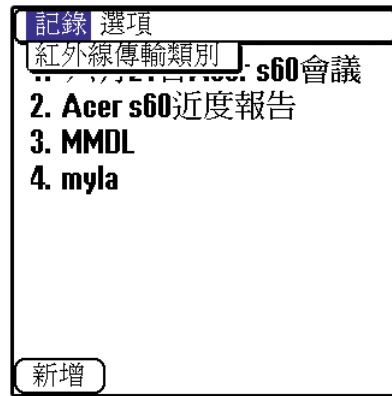 記錄 選項
紅外線傳輸類別
s60會議
2. Acer s60近度報告
3. MMDL
4. myla
新增